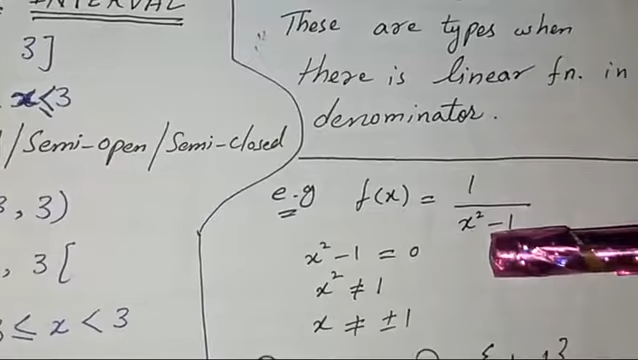 INTERVAL
3]
x≤3
/Semi-open/Semi-closed
, 3)
, 3[
≤ x < 3
These are types when
there is linear fn. in
denominator.
e.g f(x) = 1/(x² - 1)
x² - 1 = 0
x² ≠ 1
x ≠ ±1